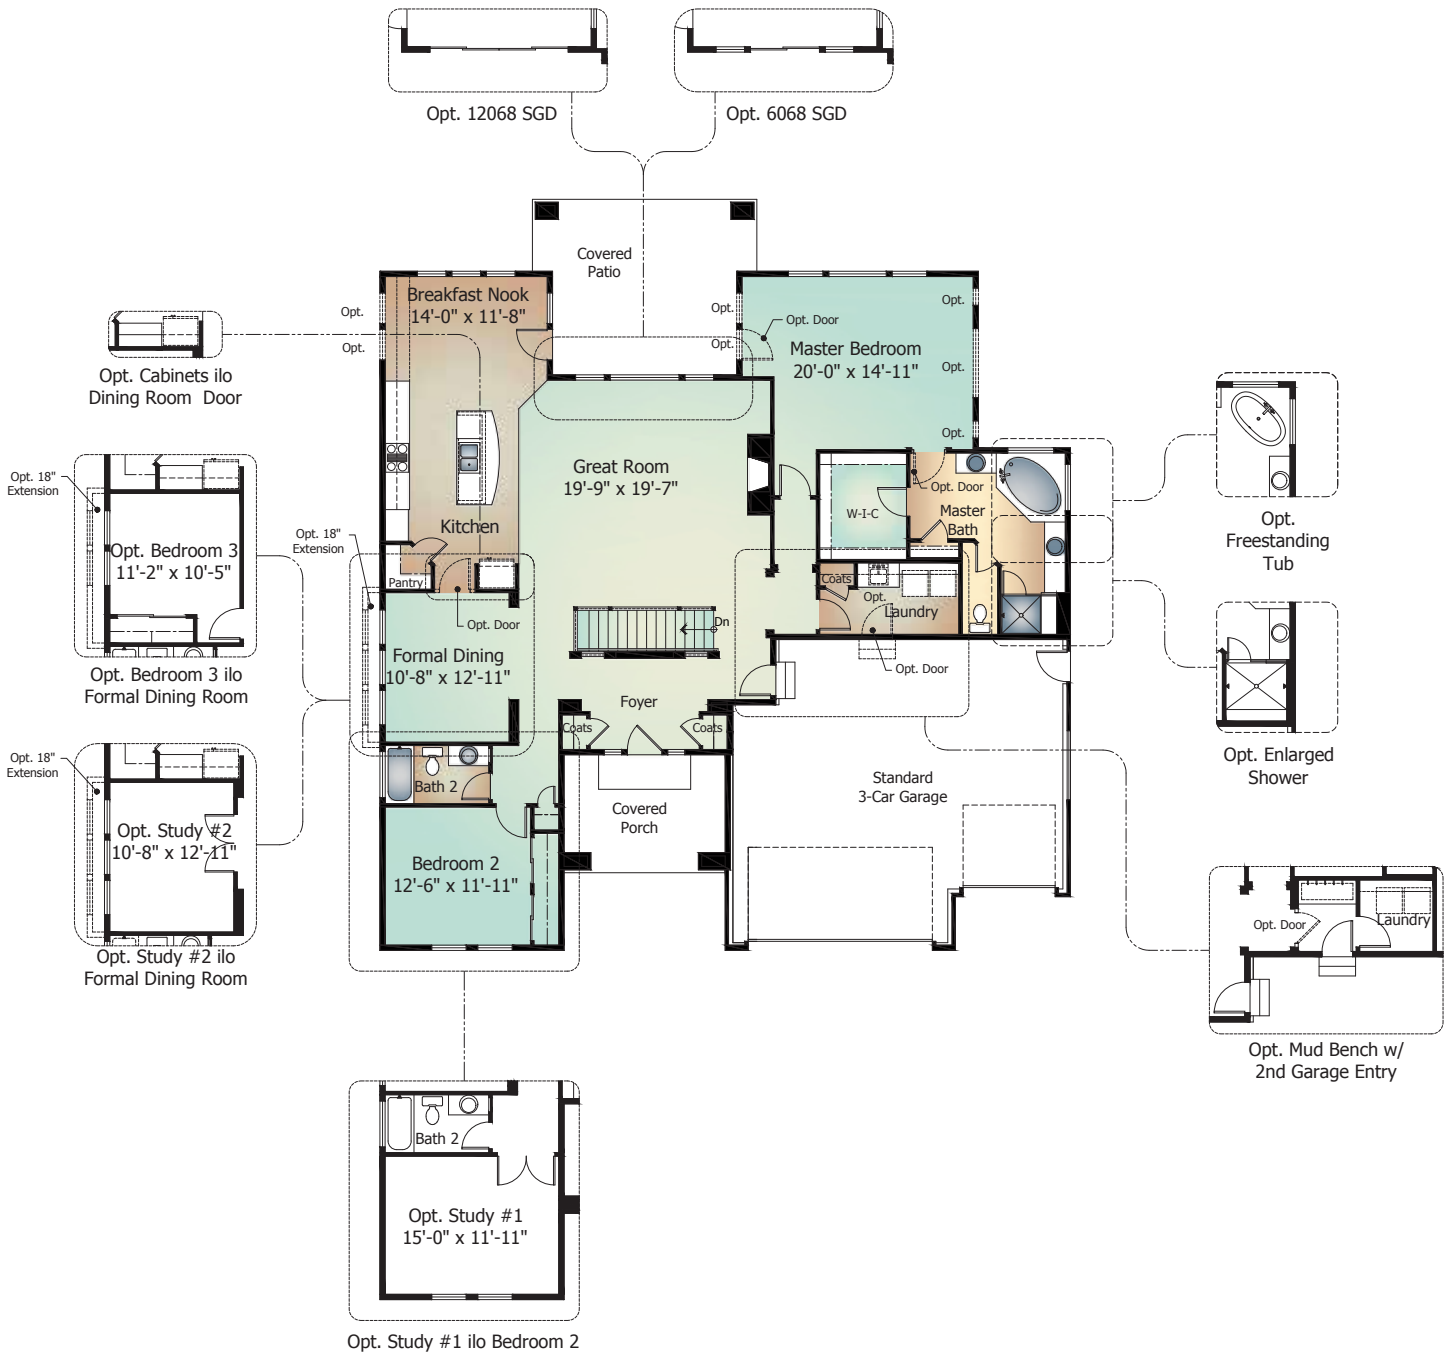 Opt. 12068 SGD
Opt. 6068 SGD
Covered
Patio
Breakfast Nook
14'-0" x 11'-8"
Opt.
Opt.
Opt.
Opt.
Opt. Door
Opt.
Opt.
Opt.
Master Bedroom
20'-0" x 14'-11"
Opt. Cabinets ilo
Dining Room Door
Great Room
19'-9" x 19'-7"
Kitchen
W-I-C
Opt. Door
Master
Bath
Opt.
Freestanding
Tub
Opt. 18"
Extension
Opt. Bedroom 3
11'-2" x 10'-5"
Opt. Bedroom 3 ilo
Formal Dining Room
Opt. 18"
Extension
Pantry
Opt. Door
Coats
Opt.
Laundry
Dn
Opt. Door
Formal Dining
10'-8" x 12'-11"
Foyer
Coats
Coats
Opt. Enlarged
Shower
Opt. 18"
Extension
Opt. Study #2
10'-8" x 12'-11"
Opt. Study #2 ilo
Formal Dining Room
Bath 2
Standard
3-Car Garage
Covered
Porch
Bedroom 2
12'-6" x 11'-11"
Opt. Door
Laundry
Opt. Mud Bench w/
2nd Garage Entry
Bath 2
Opt. Study #1
15'-0" x 11'-11"
Opt. Study #1 ilo Bedroom 2